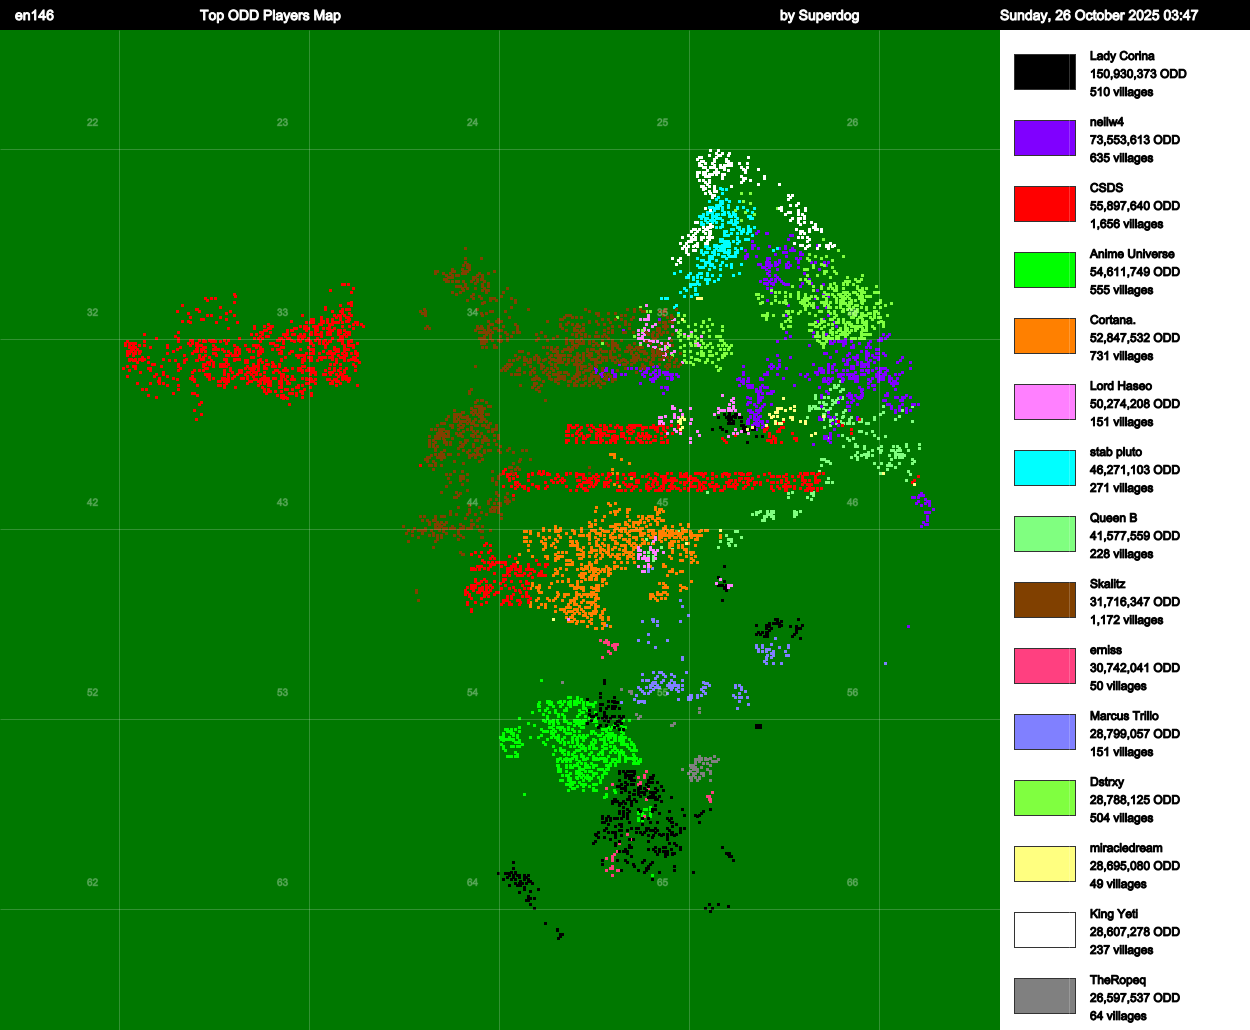 en146 Top ODD Players Map by Superdog Sunday, 26 October 2025 03:47
Lady Corina
150,930,373 ODD
510 villages
22 23 24 25 26
neilw4
73,553,613 ODD
635 villages
CSDS
55,897,640 ODD
1,656 villages
Anime Universe
54,611,749 ODD
555 villages
32 33 34 35 36
Cortana.
52,847,532 ODD
731 villages
Lord Haseo
50,274,208 ODD
151 villages
stab pluto
46,271,103 ODD
271 villages
42 43 44 45 46
Queen B
41,577,559 ODD
228 villages
Skalitz
31,716,347 ODD
1,172 villages
erniss
30,742,041 ODD
50 villages
52 53 54 55 56
Marcus Trillo
28,799,057 ODD
151 villages
Dstrxy
28,788,125 ODD
504 villages
miracledream
28,695,080 ODD
49 villages
62 63 64 65 66
King Yeti
28,607,278 ODD
237 villages
TheRopeq
26,597,537 ODD
64 villages